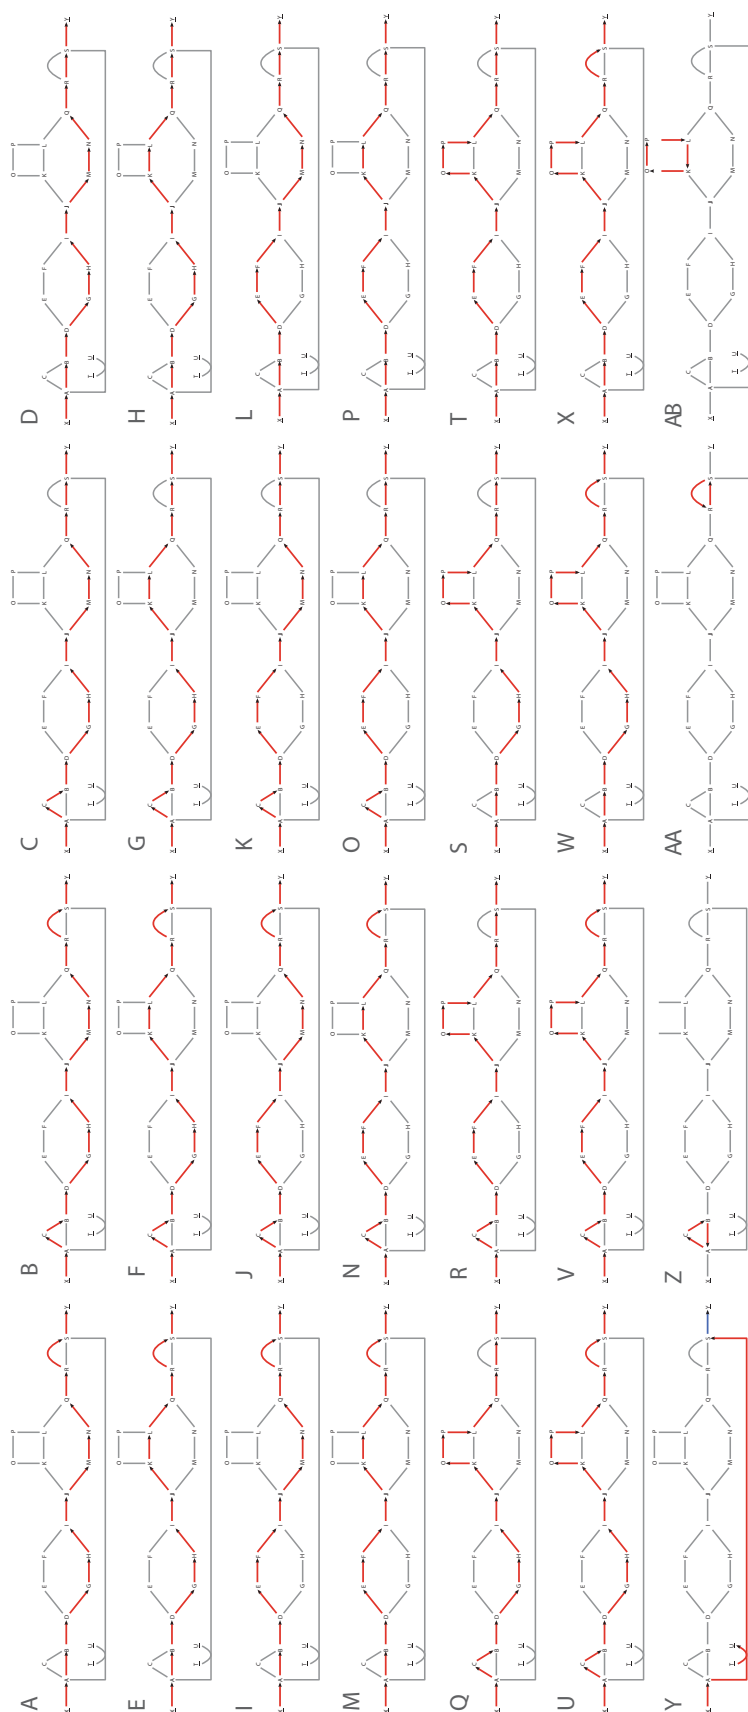 A
O P
C E F K L
X A B D I J Q R S Y
T U G H M N
B
O P
C E F K L
X A B D I J Q R S Y
T U G H M N
C
O P
C E F K L
X A B D I J Q R S Y
T U G H M N
D
O P
C E F K L
X A B D I J Q R S Y
T U G H M N
E
O P
C E F K L
X A B D I J Q R S Y
T U G H M N
F
O P
C E F K L
X A B D I J Q R S Y
T U G H M N
G
O P
C E F K L
X A B D I J Q R S Y
T U G H M N
H
O P
C E F K L
X A B D I J Q R S Y
T U G H M N
I
O P
C E F K L
X A B D I J Q R S Y
T U G H M N
J
O P
C E F K L
X A B D I J Q R S Y
T U G H M N
K
O P
C E F K L
X A B D I J Q R S Y
T U G H M N
L
O P
C E F K L
X A B D I J Q R S Y
T U G H M N
M
O P
C E F K L
X A B D I J Q R S Y
T U G H M N
N
O P
C E F K L
X A B D I J Q R S Y
T U G H M N
O
O P
C E F K L
X A B D I J Q R S Y
T U G H M N
P
O P
C E F K L
X A B D I J Q R S Y
T U G H M N
Q
O P
C E F K L
X A B D I J Q R S Y
T U G H M N
R
O P
C E F K L
X A B D I J Q R S Y
T U G H M N
S
O P
C E F K L
X A B D I J Q R S Y
T U G H M N
T
O P
C E F K L
X A B D I J Q R S Y
T U G H M N
U
O P
C E F K L
X A B D I J Q R S Y
T U G H M N
V
O P
C E F K L
X A B D I J Q R S Y
T U G H M N
W
O P
C E F K L
X A B D I J Q R S Y
T U G H M N
X
O P
C E F K L
X A B D I J Q R S Y
T U G H M N
Y
O P
C E F K L
X A B D I J Q R S Y
T U G H M N
Z
C E F K L
X A B D I J Q R S Y
T U G H M N
AA
O P
C E F K L
X A B D I J Q R S Y
T U G H M N
AB
O P
C E F K L
X A B D I J Q R S Y
T U G H M N